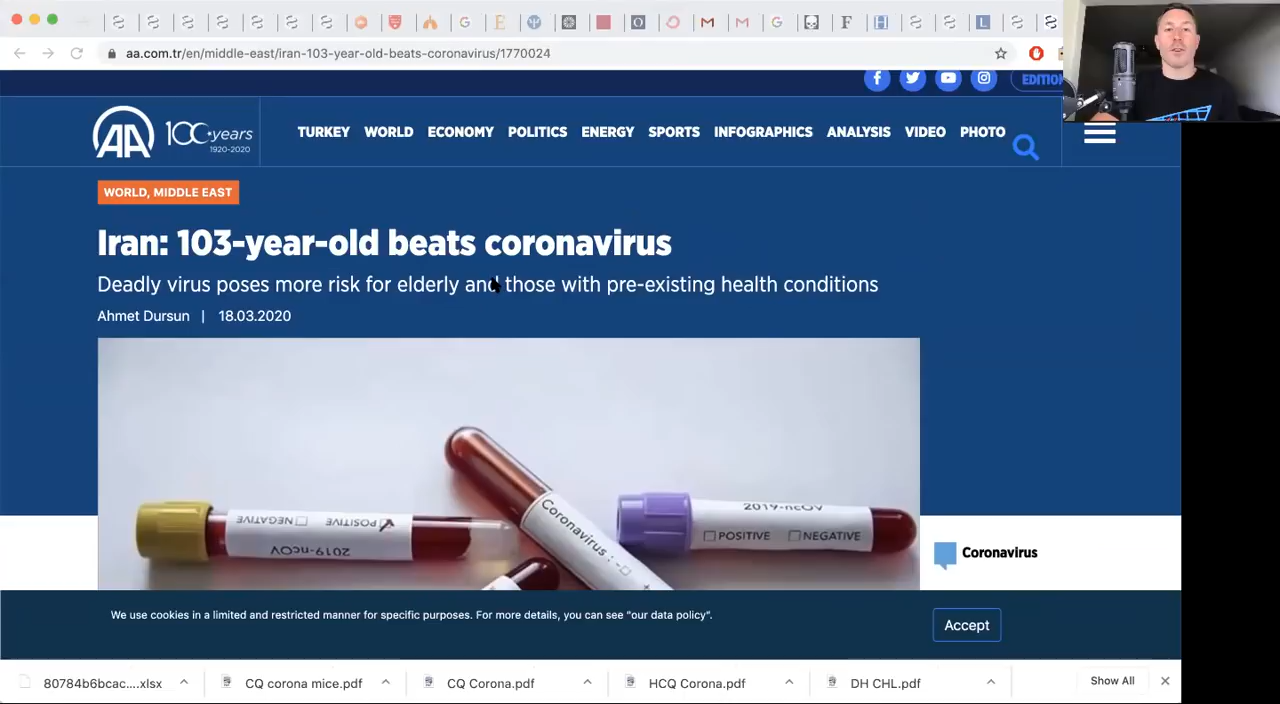 aa.com.tr/en/middle-east/iran-103-year-old-beats-coronavirus/1770024
EDITION
AA 100 years
1920-2020
TURKEY WORLD ECONOMY POLITICS ENERGY SPORTS INFOGRAPHICS ANALYSIS VIDEO PHOTO
WORLD, MIDDLE EAST
Iran: 103-year-old beats coronavirus
Deadly virus poses more risk for elderly and those with pre-existing health conditions
Ahmet Dursun | 18.03.2020
NEGATIVE POSITIVE
2019-nCOV
Coronavirus :
2019-nCOV
POSITIVE NEGATIVE
Coronavirus
We use cookies in a limited and restricted manner for specific purposes. For more details, you can see “our data policy”.
Accept
80784b6bcac....xlsx CQ corona mice.pdf CQ Corona.pdf HCQ Corona.pdf DH CHL.pdf Show All